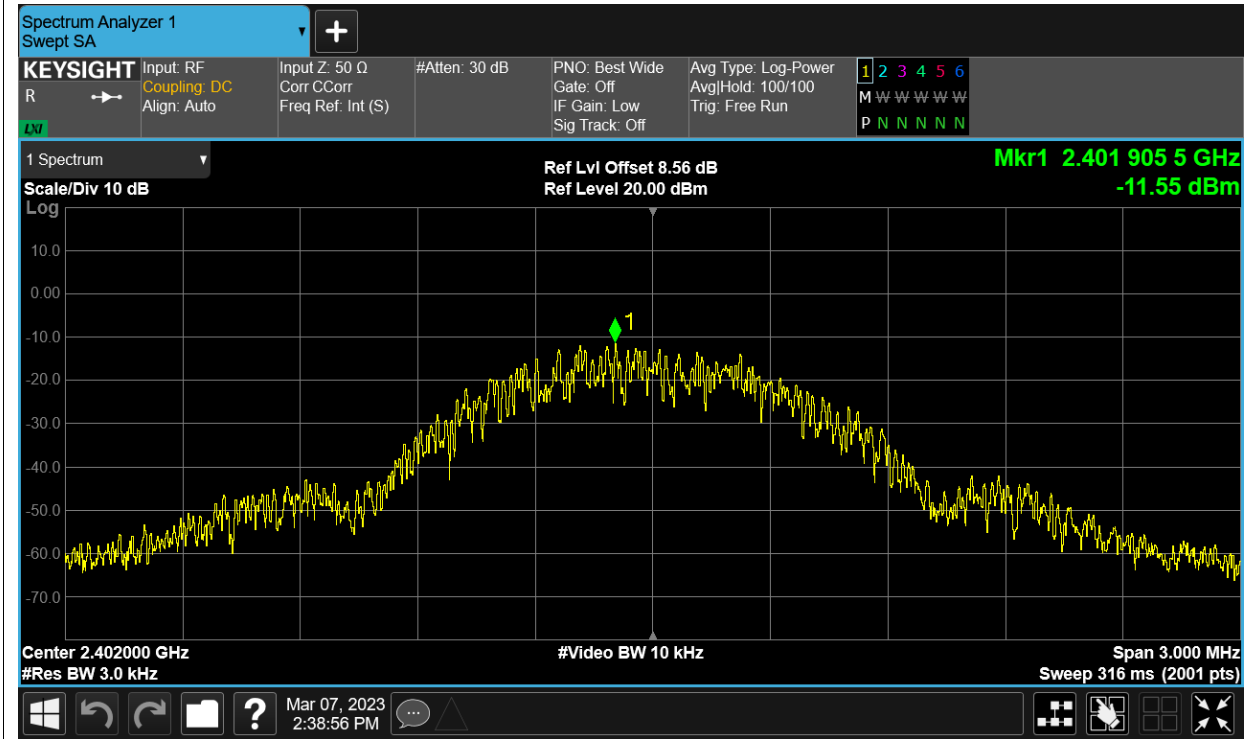 Spectrum Analyzer 1
Swept SA
+
KEYSIGHT Input: RF Input Z: 50 Ω #Atten: 30 dB PNO: Best Wide Avg Type: Log-Power 1 2 3 4 5 6
R Coupling: DC Corr CCorr Gate: Off Avg|Hold: 100/100 M W W W W W W
Align: Auto Freq Ref: Int (S) IF Gain: Low Trig: Free Run
LXI Sig Track: Off P N N N N N N
1 Spectrum Ref Lvl Offset 8.56 dB Mkr1 2.401 905 5 GHz
Scale/Div 10 dB Ref Level 20.00 dBm -11.55 dBm
Log
10.0
0.00
1
-10.0
-20.0
-30.0
-40.0
-50.0
-60.0
-70.0
Center 2.402000 GHz #Video BW 10 kHz Span 3.000 MHz
#Res BW 3.0 kHz Sweep 316 ms (2001 pts)
? Mar 07, 2023
2:38:56 PM